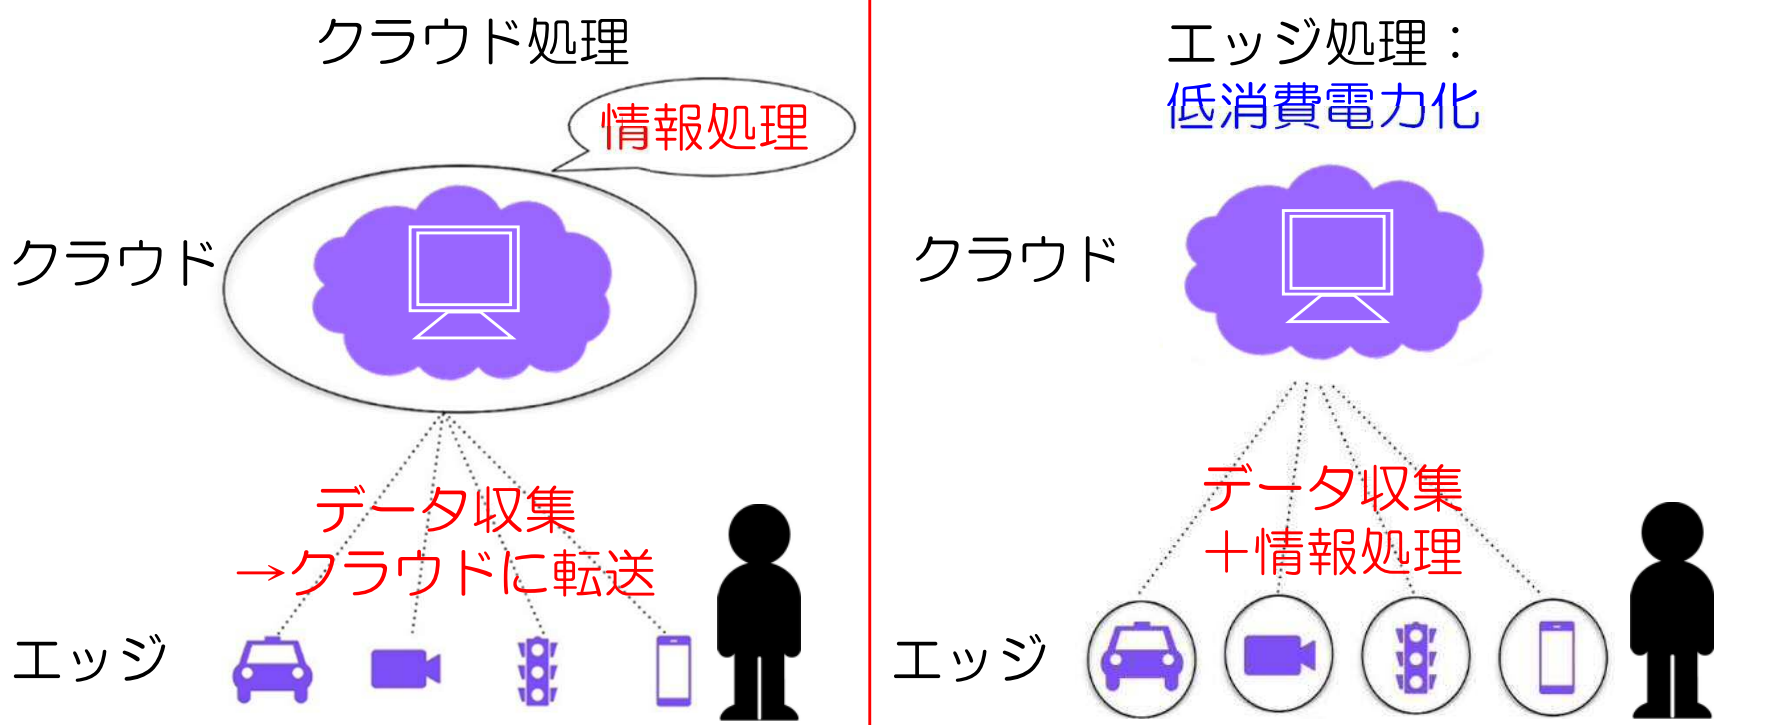 クラウド処理
情報処理
クラウド
データ収集
→クラウドに転送
エッジ
エッジ処理：
低消費電力化
クラウド
データ収集
＋情報処理
エッジ